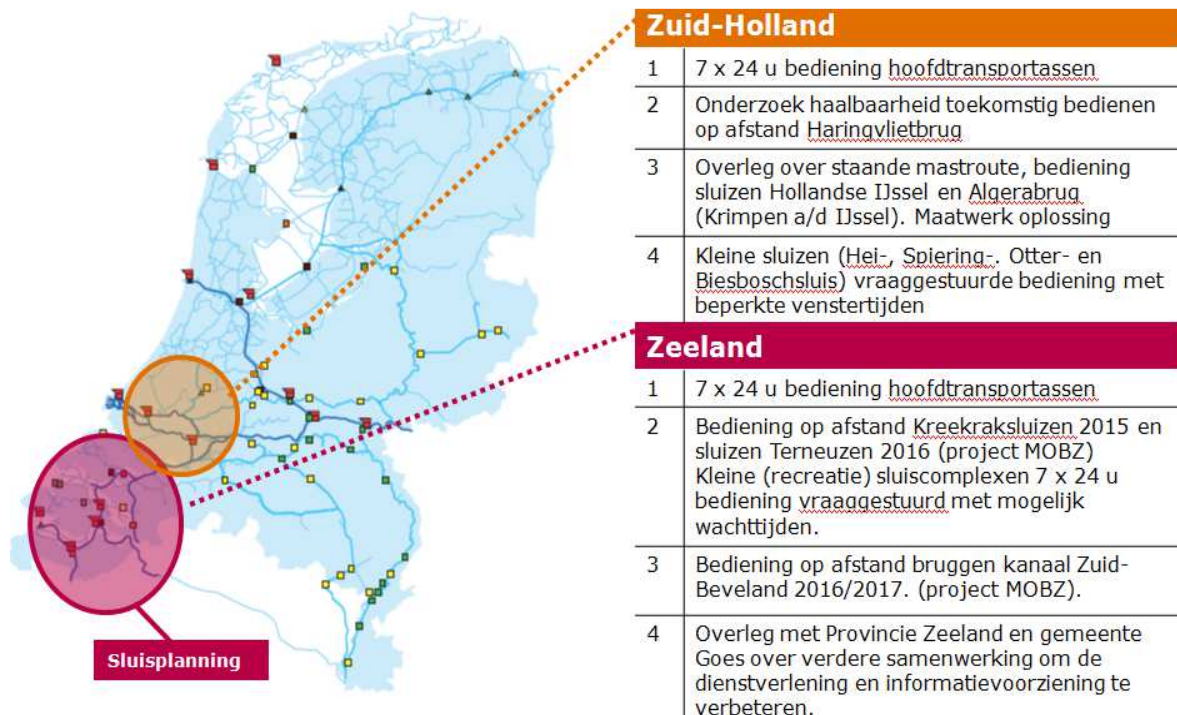 Zuid-Holland
1 7 x 24 u bediening hoofdtransportassen
2 Onderzoek haalbaarheid toekomstig bedienen
op afstand Haringvlietbrug
3 Overleg over staande mastroute, bediening
sluizen Hollandse IJssel en Algerabrug
(Krimpen a/d IJssel). Maatwerk oplossing
4 Kleine sluizen (Hei-, Spiering-. Otter- en
Biesboschsluis) vraaggestuurde bediening met
beperkte venstertijden
Zeeland
1 7 x 24 u bediening hoofdtransportassen
2 Bediening op afstand Kreekraksluizen 2015 en
sluizen Terneuzen 2016 (project MOBZ)
Kleine (recreatie) sluiscomplexen 7 x 24 u
bediening vraaggestuurd met mogelijk
wachttijden.
3 Bediening op afstand bruggen kanaal Zuid-
Beveland 2016/2017. (project MOBZ).
4 Overleg met Provincie Zeeland en gemeente
Goes over verdere samenwerking om de
dienstverlening en informatievoorziening te
verbeteren.
Sluisplanning